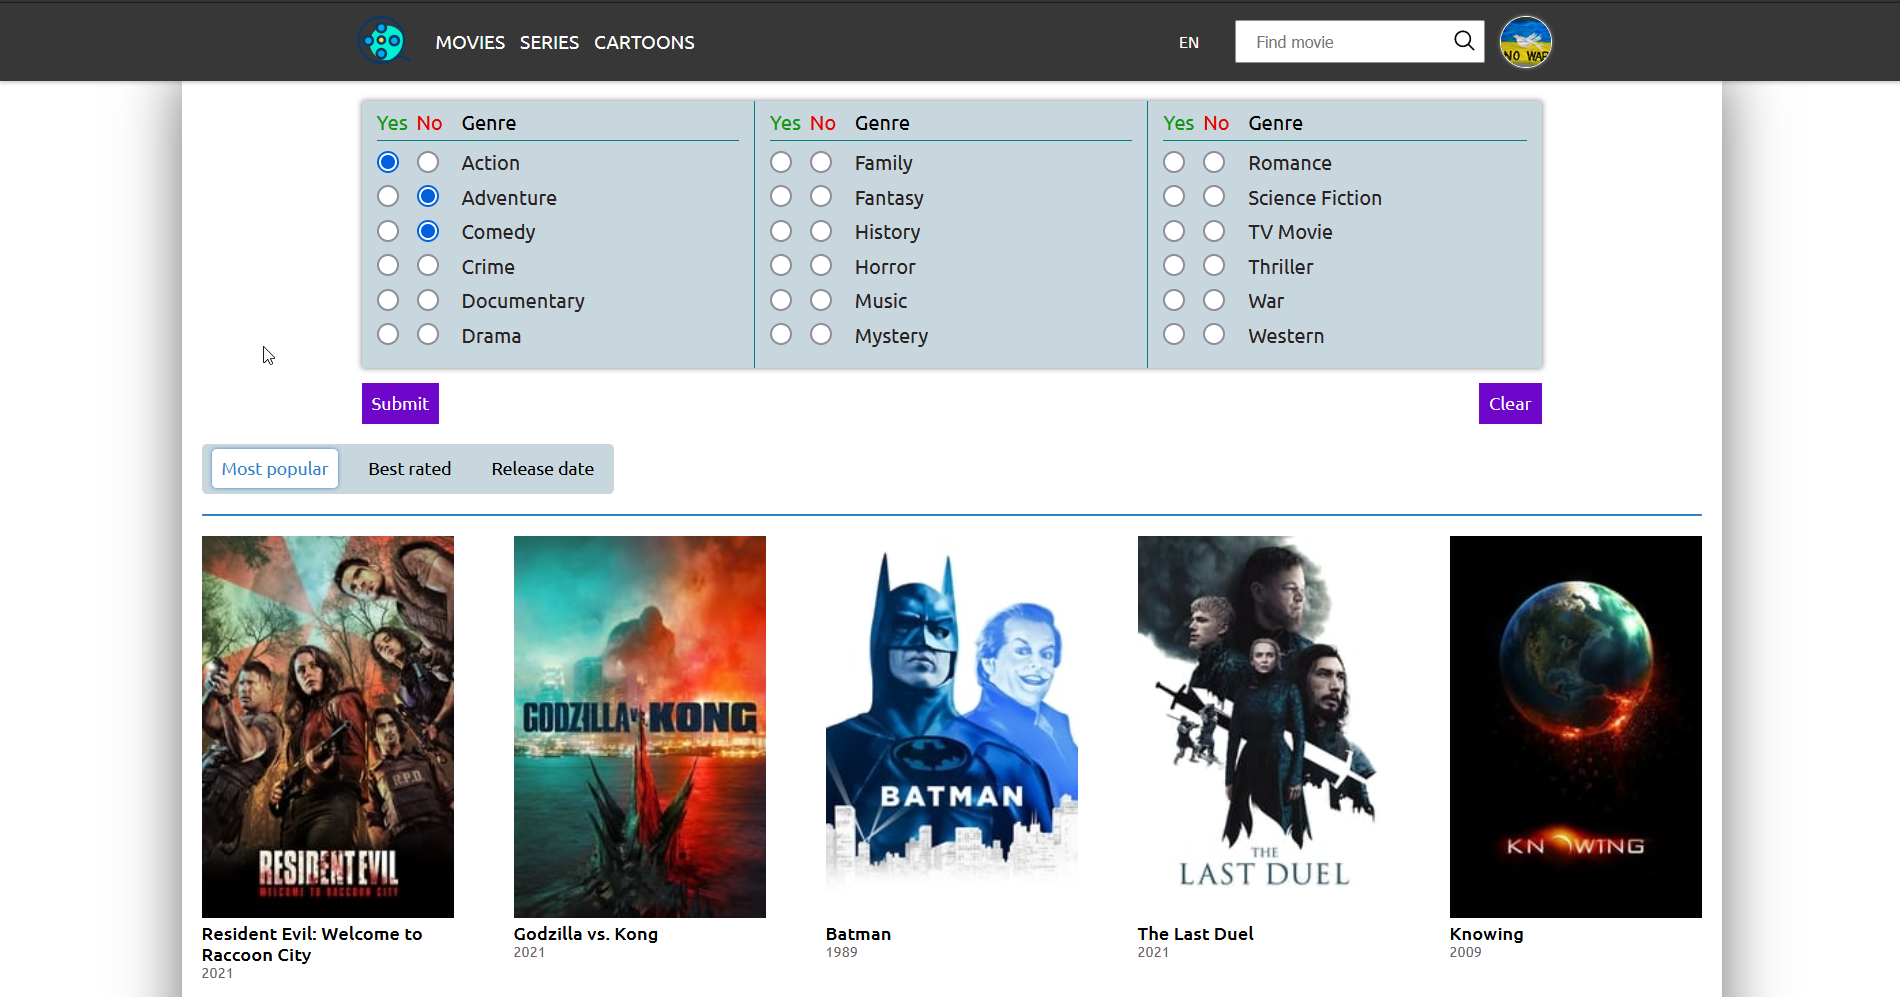 MOVIES SERIES CARTOONS EN Find movie NO WAR
Yes No Genre
Action
Adventure
Comedy
Crime
Documentary
Drama
Yes No Genre
Family
Fantasy
History
Horror
Music
Mystery
Yes No Genre
Romance
Science Fiction
TV Movie
Thriller
War
Western
Submit Clear
Most popular Best rated Release date
R.P.D.
RESIDENT EVIL
WELCOME TO RACCOON CITY
GODZILLA VS. KONG
BATMAN
THE
LAST DUEL
KNOWING
Resident Evil: Welcome to
Raccoon City
2021
Godzilla vs. Kong
2021
Batman
1989
The Last Duel
2021
Knowing
2009